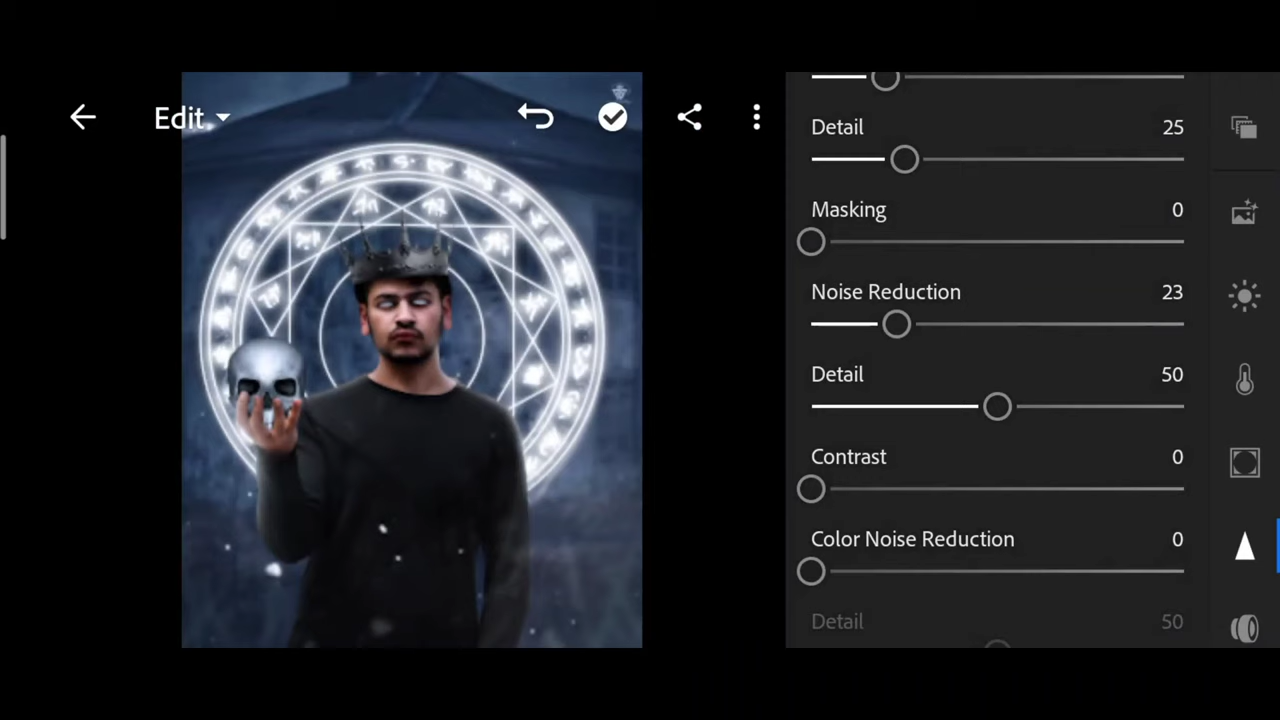 Edit
Detail 25
Masking 0
Noise Reduction 23
Detail 50
Contrast 0
Color Noise Reduction 0
Detail 50